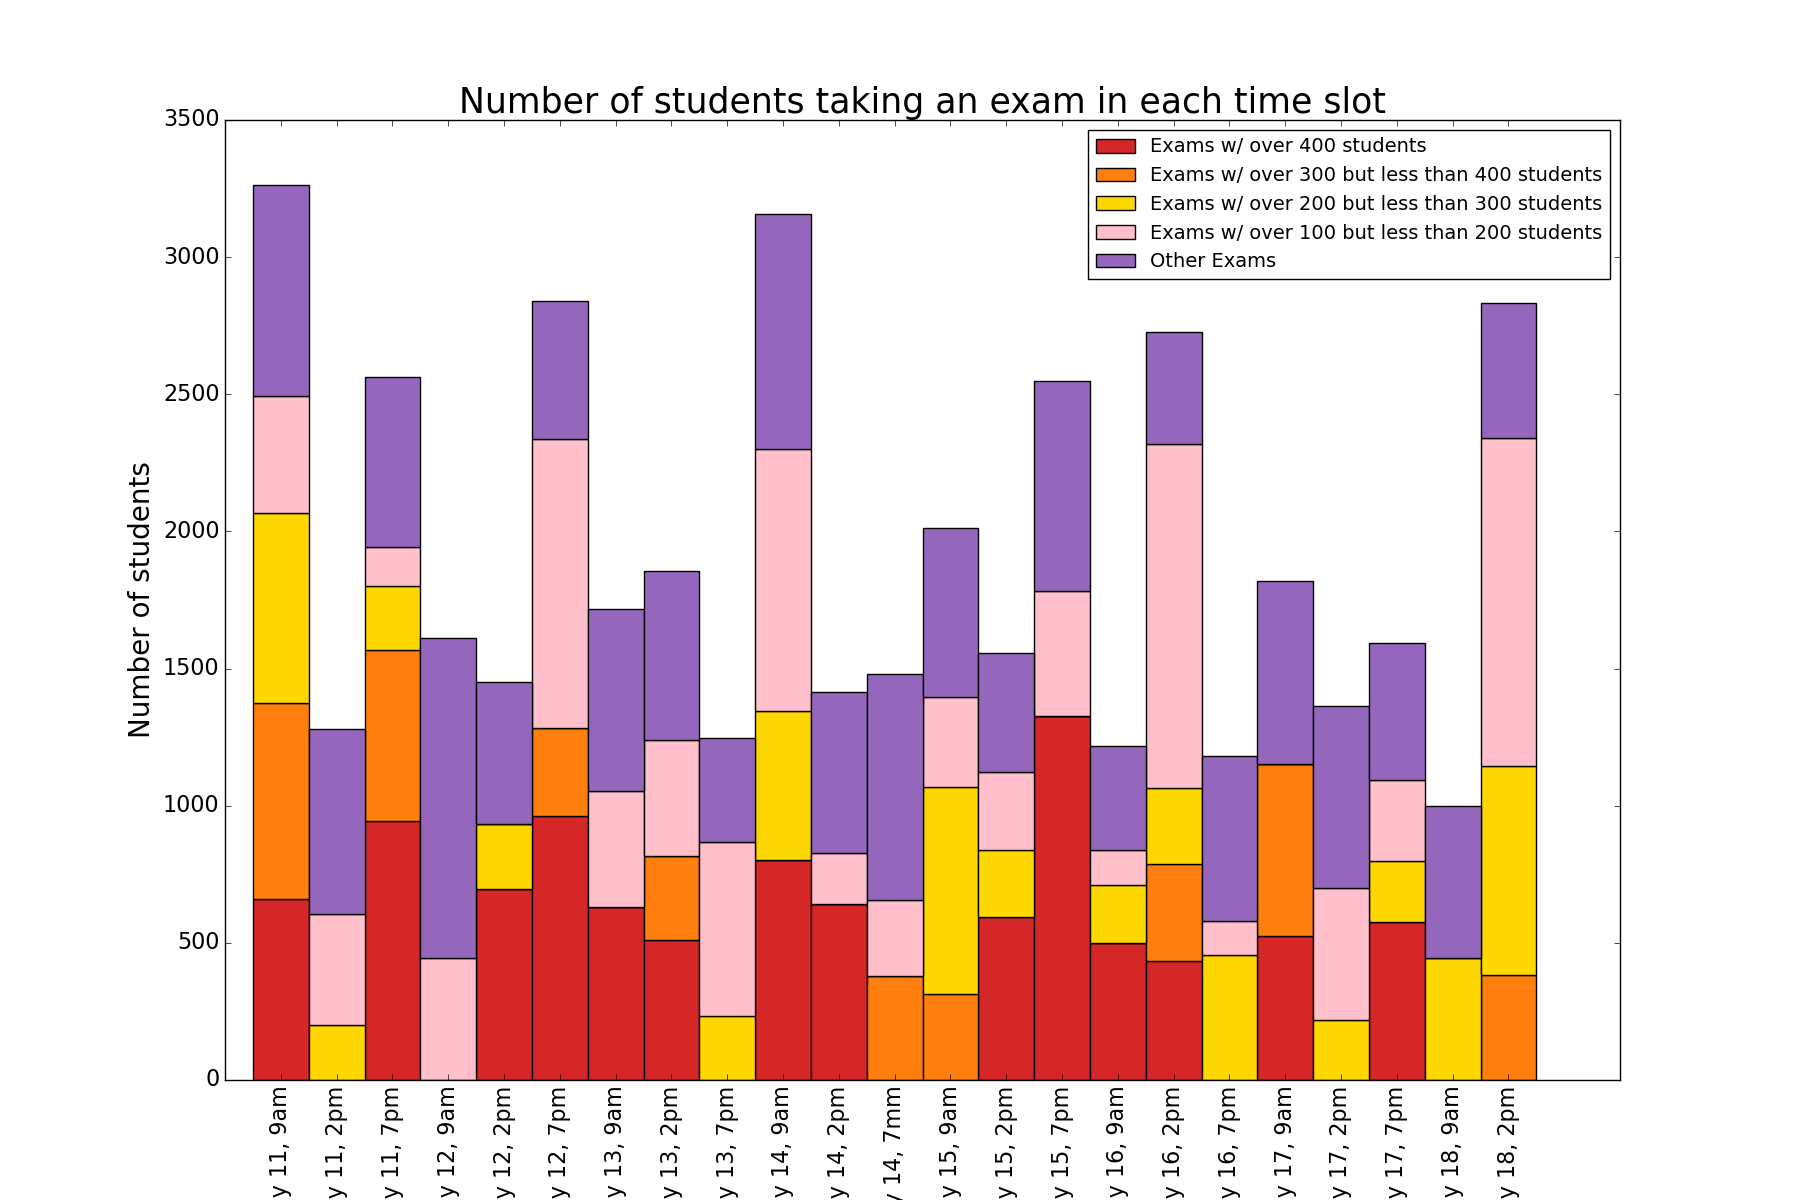 Number of students taking an exam in each time slot
Exams w/ over 400 students
Exams w/ over 300 but less than 400 students
Exams w/ over 200 but less than 300 students
Exams w/ over 100 but less than 200 students
Other Exams
Number of students
3500
3000
2500
2000
1500
1000
500
0
y 11, 9am
y 11, 2pm
y 11, 7pm
y 12, 9am
y 12, 2pm
y 12, 7pm
y 13, 9am
y 13, 2pm
y 13, 7pm
y 14, 9am
y 14, 2pm
y 14, 7mm
y 15, 9am
y 15, 2pm
y 15, 7pm
y 16, 9am
y 16, 2pm
y 16, 7pm
y 17, 9am
y 17, 2pm
y 17, 7pm
y 18, 9am
y 18, 2pm